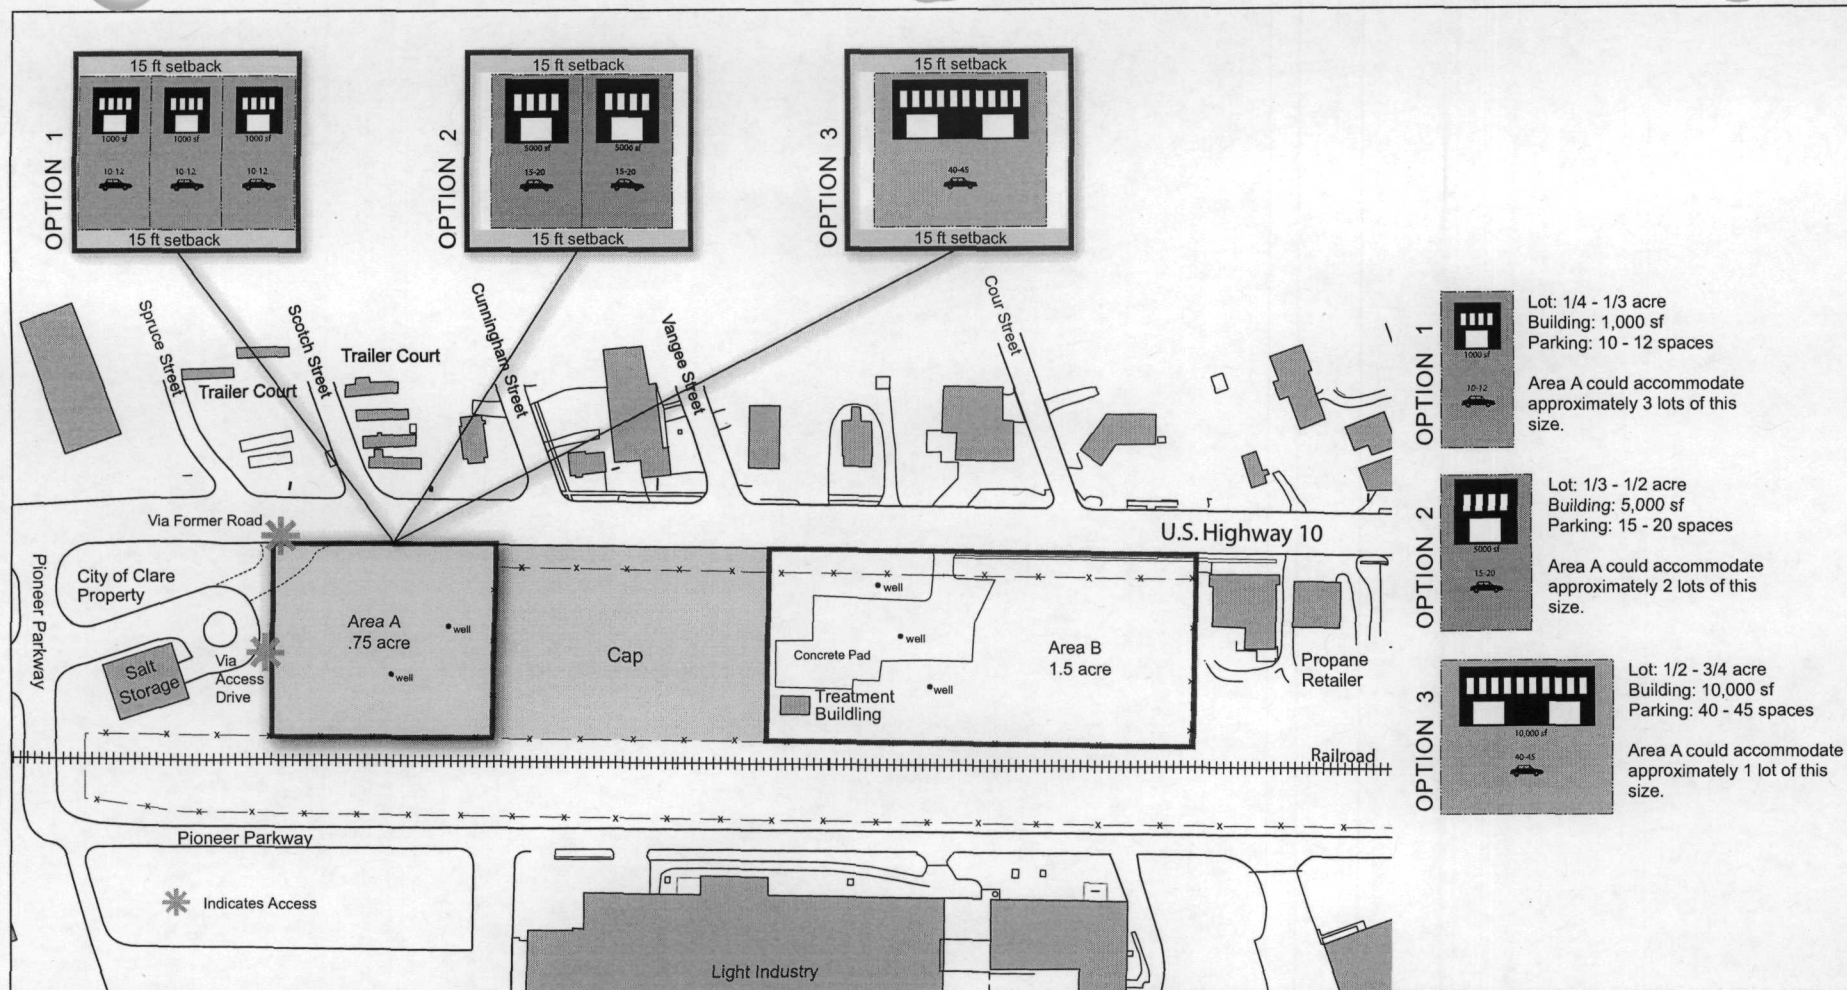 OPTION 1
15 ft setback
1000 sf
1000 sf
1000 sf
10-12
10-12
10-12
15 ft setback
OPTION 2
15 ft setback
5000 sf
5000 sf
15-20
15-20
15 ft setback
OPTION 3
15 ft setback
40-45
15 ft setback
Spruce Street
Scotch Street
Cunningham Street
Vangee Street
Cour Street
Trailer Court
Trailer Court
U.S. Highway 10
Via Former Road
Pioneer Parkway
City of Clare
Property
Salt
Storage
Via
Access
Drive
Area A
.75 acre
well
well
Cap
well
well
well
Concrete Pad
Treatment
Buildling
Area B
1.5 acre
Propane
Retailer
Railroad
Pioneer Parkway
Indicates Access
Light Industry
OPTION 1
1000 sf
10-12
Lot: 1/4 - 1/3 acre
Building: 1,000 sf
Parking: 10 - 12 spaces
Area A could accommodate
approximately 3 lots of this
size.
OPTION 2
5000 sf
15-20
Lot: 1/3 - 1/2 acre
Building: 5,000 sf
Parking: 15 - 20 spaces
Area A could accommodate
approximately 2 lots of this
size.
OPTION 3
10,000 sf
40-45
Lot: 1/2 - 3/4 acre
Building: 10,000 sf
Parking: 40 - 45 spaces
Area A could accommodate
approximately 1 lot of this
size.